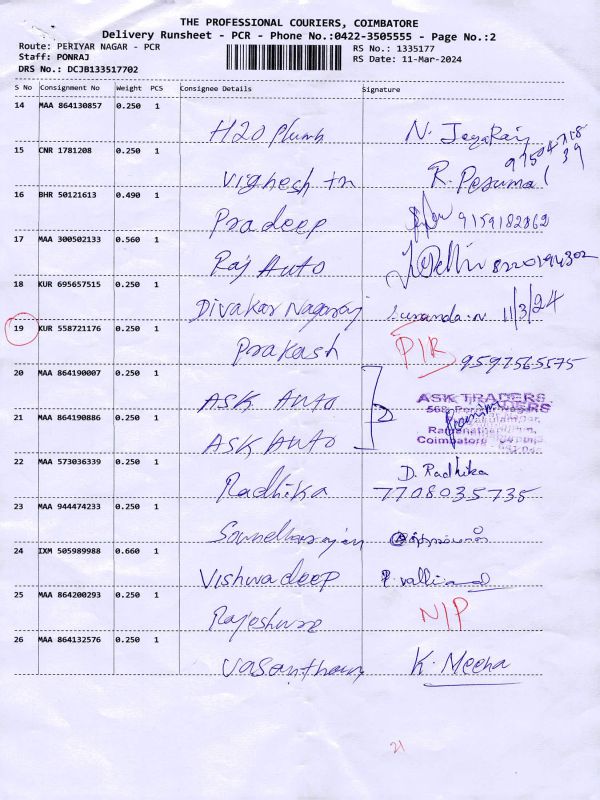 THE PROFESSIONAL COURIERS, COIMBATORE
Delivery Runsheet - PCR - Phone No.:0422-3505555 - Page No.:2
Route: PERIYAR NAGAR - PCR
Staff: PONRAJ
DRS No.: DCJB133517702
RS No.: 1335177
RS Date: 11-Mar-2024
S No Consignment No Weight PCS Consignee Details Signature
14 MAA 864130857 0.250 1
H2O Plumb N. Jegaraj
15 CNR 1781208 0.250 1
Vighesh tn R. Perumal
16 BHR 50121613 0.490 1
Pradeep 9159182862
17 MAA 300502133 0.560 1
Raj Auto 8220194302
18 KUR 695657515 0.250 1
Divakar Nagaraj 11/3/24
19 KUR 558721176 0.250 1
Prakash P/R 9597565575
20 MAA 864190007 0.250 1
ASK Auto ASK TRADERS
21 MAA 864190886 0.250 1
ASK Auto Coimbatore
22 MAA 573036339 0.250 1
D. Radhika
Radhika 7708035735
23 MAA 944474233 0.250 1
Soundharajan
24 IXM 505989988 0.660 1
Vishwadeep
25 MAA 864200293 0.250 1
N/P
26 MAA 864132576 0.250 1
K. Meena
21